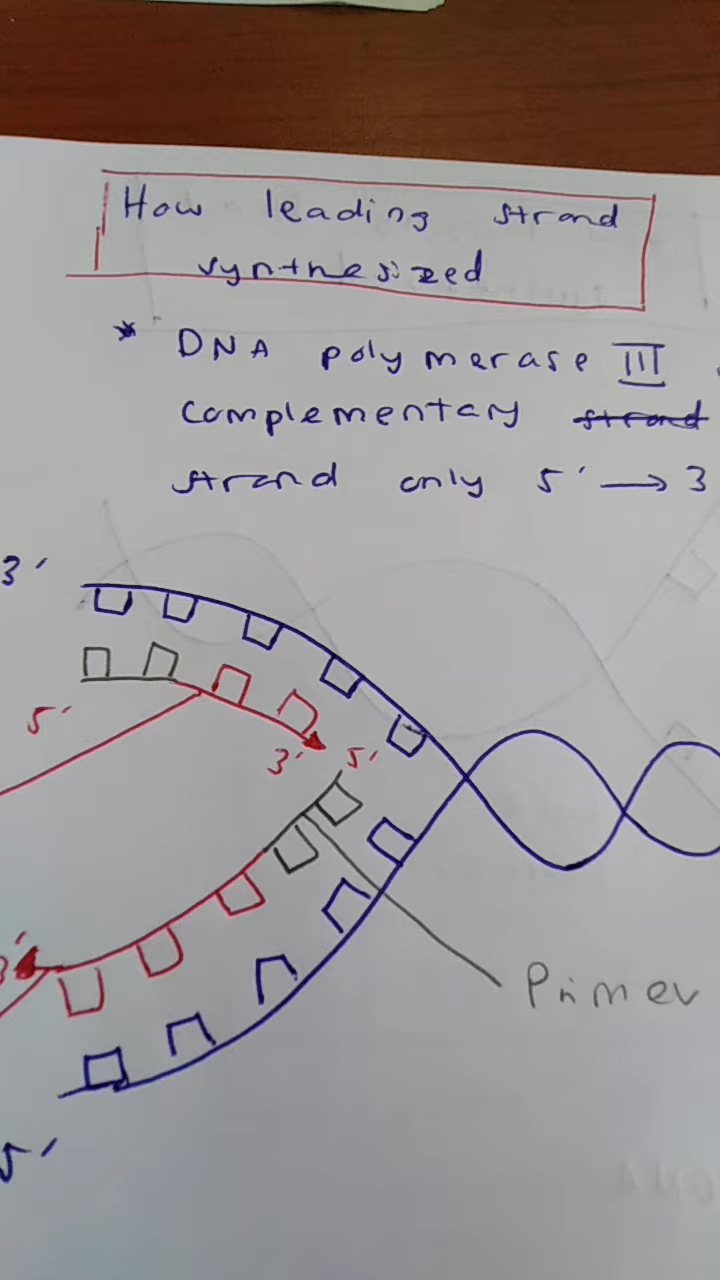 How leading strand
synthesized
* DNA polymerase III
complementary strand
strand only 5' → 3
3'
5'
3' 5'
3'
Primer
5'